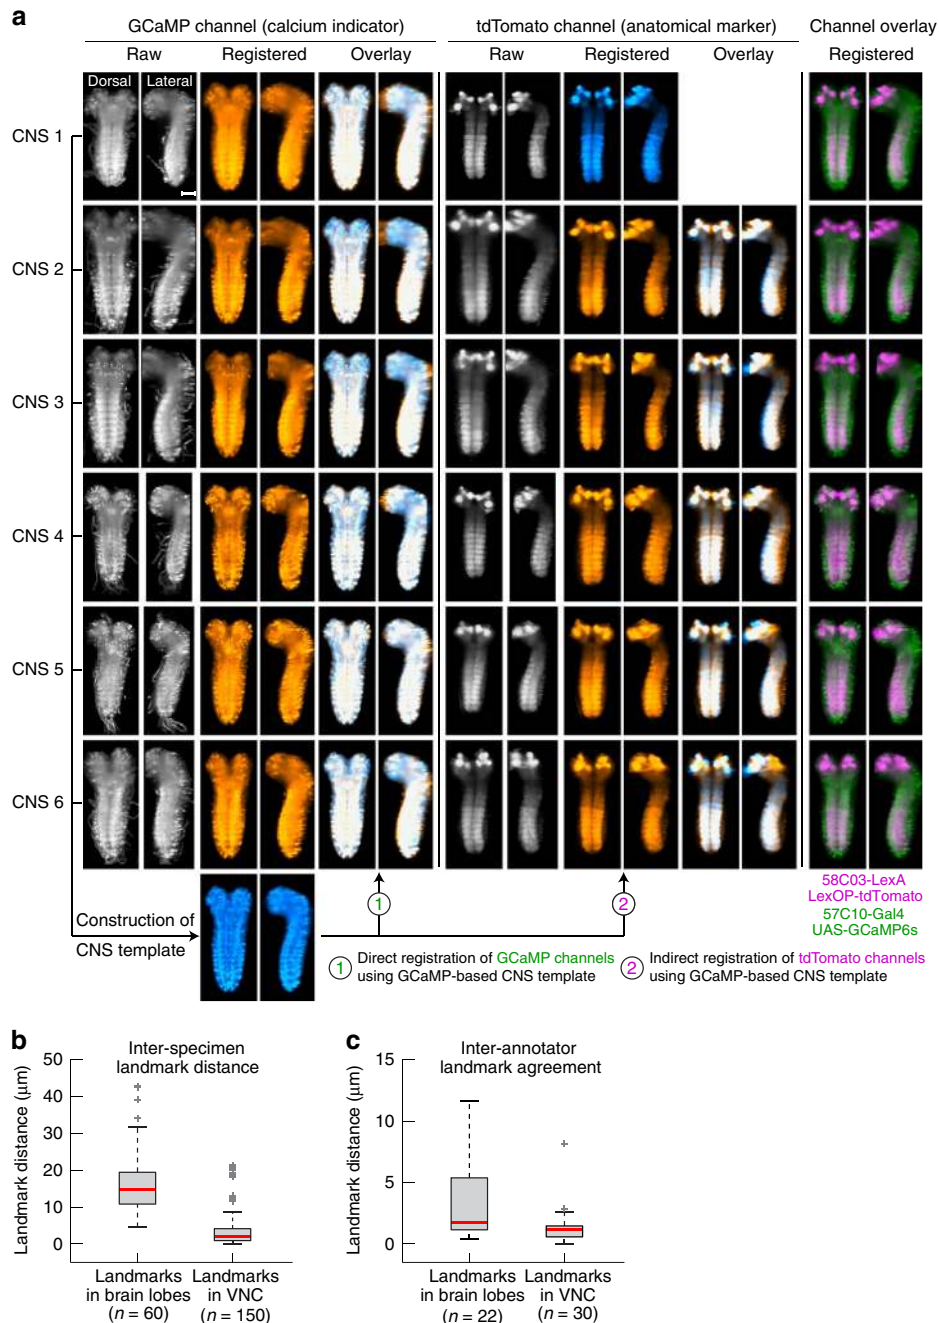 a
GCaMP channel (calcium indicator)
tdTomato channel (anatomical marker)
Channel overlay
Raw
Registered
Overlay
Raw
Registered
Overlay
Registered
Dorsal
Lateral
CNS 1
CNS 2
CNS 3
CNS 4
CNS 5
CNS 6
58C03-LexA
LexOP-tdTomato
57C10-Gal4
UAS-GCaMP6s
Construction of
CNS template
1
2
1 Direct registration of GCaMP channels
using GCaMP-based CNS template
2 Indirect registration of tdTomato channels
using GCaMP-based CNS template
b
Inter-specimen
landmark distance
Landmark distance (μm)
50
40
30
20
10
0
Landmarks
in brain lobes
(n = 60)
Landmarks
in VNC
(n = 150)
c
Inter-annotator
landmark agreement
Landmark distance (μm)
15
10
5
0
Landmarks
in brain lobes
(n = 22)
Landmarks
in VNC
(n = 30)